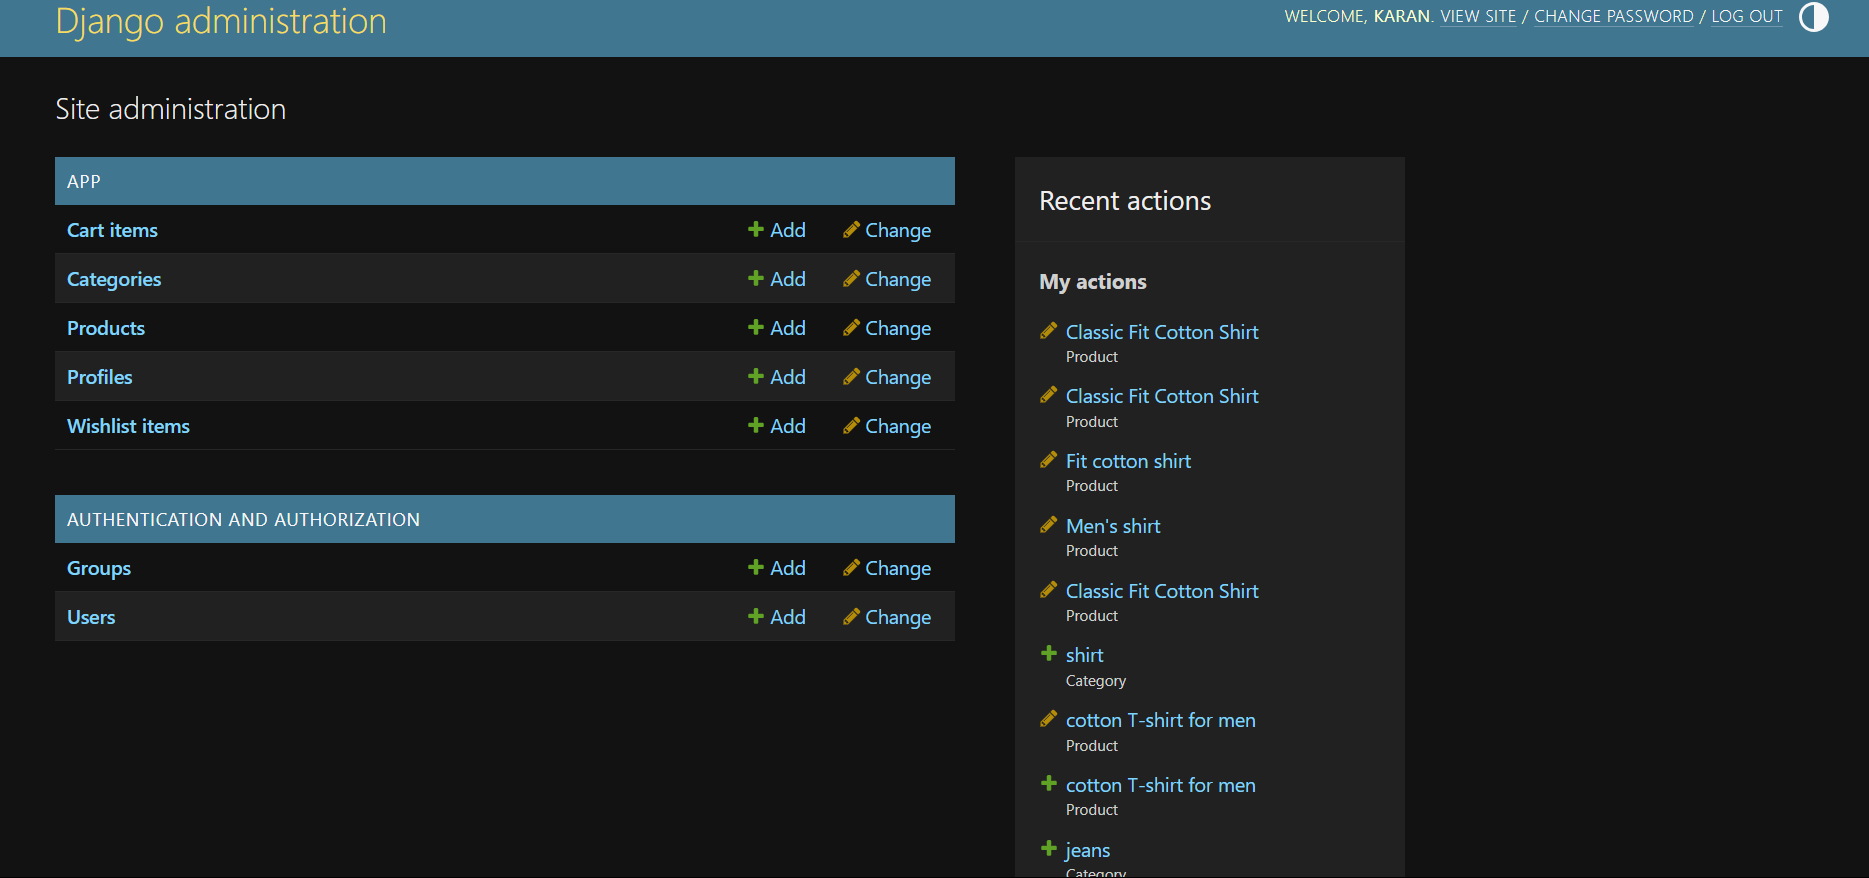 Django administration
WELCOME, KARAN. VIEW SITE / CHANGE PASSWORD / LOG OUT
Site administration
APP
Cart items Add Change
Categories Add Change
Products Add Change
Profiles Add Change
Wishlist items Add Change
AUTHENTICATION AND AUTHORIZATION
Groups Add Change
Users Add Change
Recent actions
My actions
Classic Fit Cotton Shirt
Product
Classic Fit Cotton Shirt
Product
Fit cotton shirt
Product
Men's shirt
Product
Classic Fit Cotton Shirt
Product
shirt
Category
cotton T-shirt for men
Product
cotton T-shirt for men
Product
jeans
Category